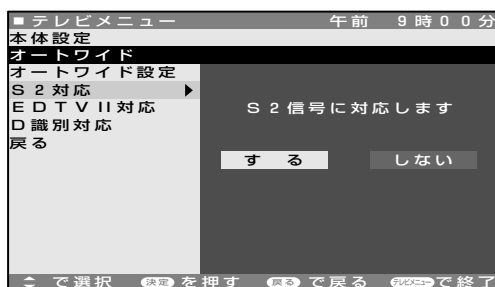 ■テレビメニュー 午前 9時00分
本体設定
オートワイド
オートワイド設定
S2対応 ▶
EDTVII対応
D識別対応
戻る
S2信号に対応します
する しない
で選択 決定を押す 戻るで戻る テレビメニューで終了